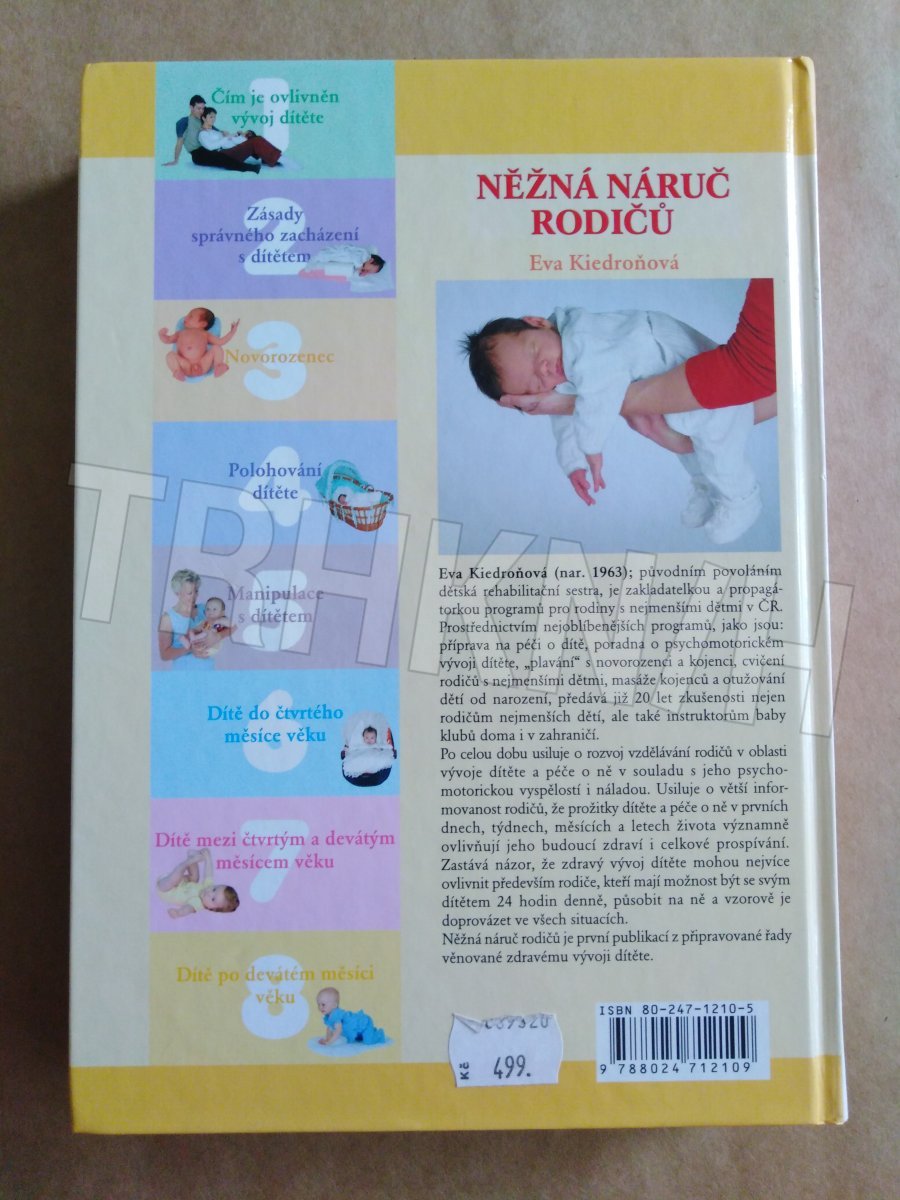 1
Čím je ovlivněn
vývoj dítěte
2
Zásady
správného zacházení
s dítětem
3
Novorozenec
4
Polohování
dítěte
5
Manipulace
s dítětem
6
Dítě do čtvrtého
měsíce věku
7
Dítě mezi čtvrtým a devátým
měsícem věku
8
Dítě po devátém měsíci
věku
NĚŽNÁ NÁRUČ
RODIČŮ
Eva Kiedroňová
Eva Kiedroňová (nar. 1963); původním povoláním
dětská rehabilitační sestra, je zakladatelkou a propagá-
torkou programů pro rodiny s nejmenšími dětmi v ČR.
Prostřednictvím nejoblíbenějších programů, jako jsou:
příprava na péči o dítě, poradna o psychomotorickém
vývoji dítěte, „plavání“ s novorozenci a kojenci, cvičení
rodičů s nejmenšími dětmi, masáže kojenců a otužování
dětí od narození, předává již 20 let zkušenosti nejen
rodičům nejmenších dětí, ale také instruktorům baby
klubů doma i v zahraničí.
Po celou dobu usiluje o rozvoj vzdělávání rodičů v oblasti
vývoje dítěte a péče o ně v souladu s jeho psycho-
motorickou vyspělostí i náladou. Usiluje o větší infor-
movanost rodičů, že prožitky dítěte a péče o ně v prvních
dnech, týdnech, měsících a letech života významně
ovlivňují jeho budoucí zdraví i celkové prospívání.
Zastává názor, že zdravý vývoj dítěte mohou nejvíce
ovlivnit především rodiče, kteří mají možnost být se svým
dítětem 24 hodin denně, působit na ně a vzorově je
doprovázet ve všech situacích.
Něžná náruč rodičů je první publikací z připravované řady
věnované zdravému vývoji dítěte.
Kč
499.
ISBN 80-247-1210-5
9 788024 712109
TRHKNIH